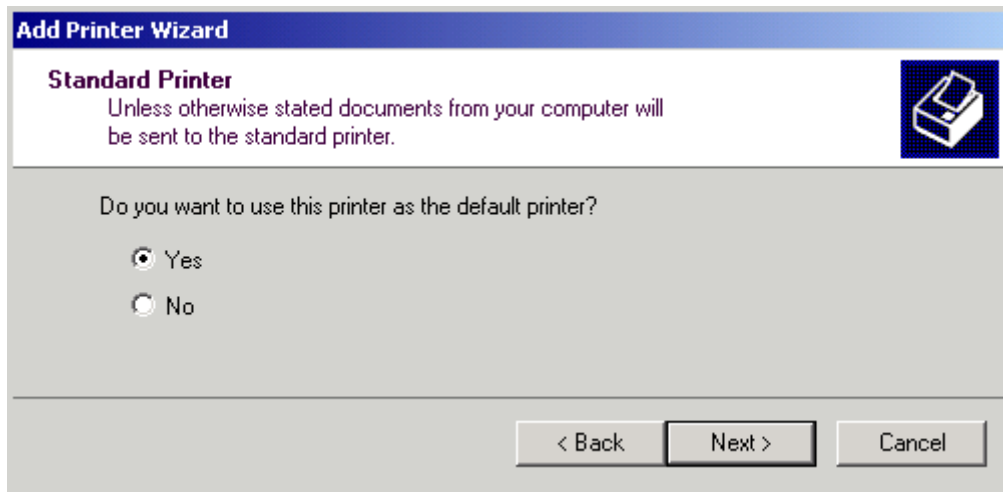 Add Printer Wizard
Standard Printer
Unless otherwise stated documents from your computer will
be sent to the standard printer.
Do you want to use this printer as the default printer?
Yes
No
< Back Next > Cancel